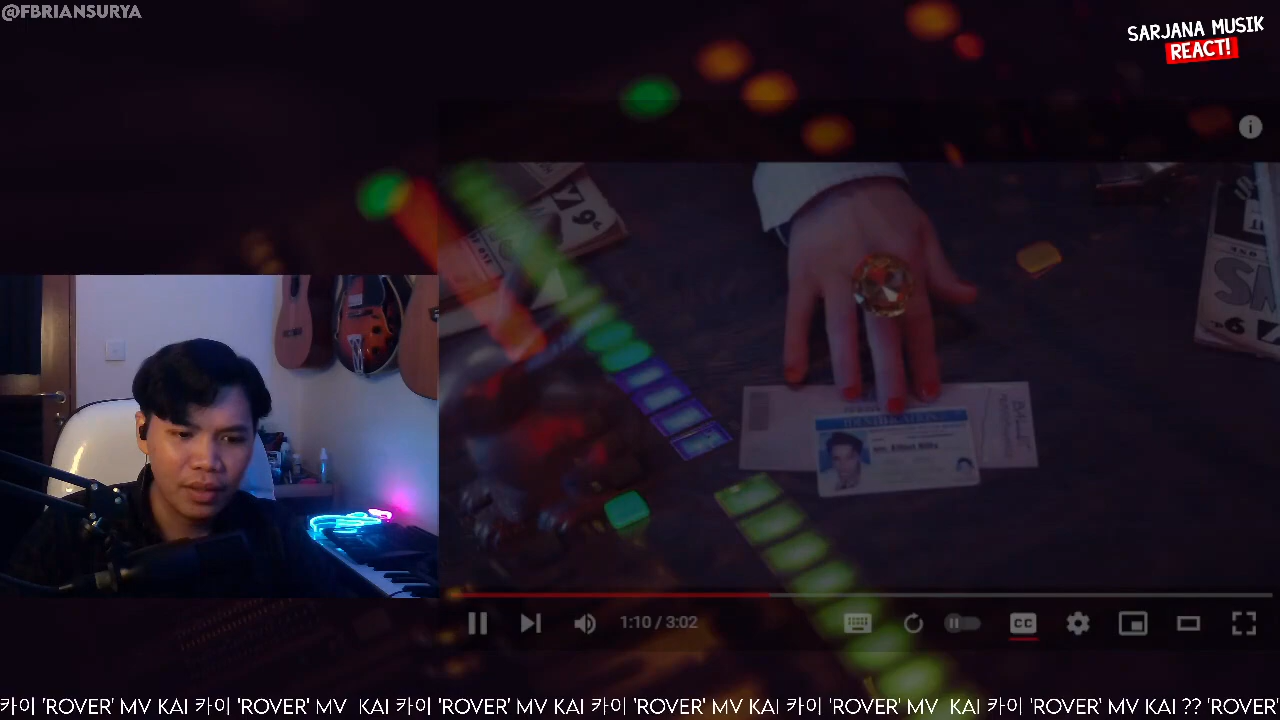 @FBRIANSURYA
SARJANA MUSIK
REACT!
1:10 / 3:02
CC
카이 'ROVER' MV KAI 카이 'ROVER' MV KAI 카이 'ROVER' MV KAI 카이 'ROVER' MV KAI 카이 'ROVER' MV KAI 카이 'ROVER' MV KAI ?? 'ROVER'